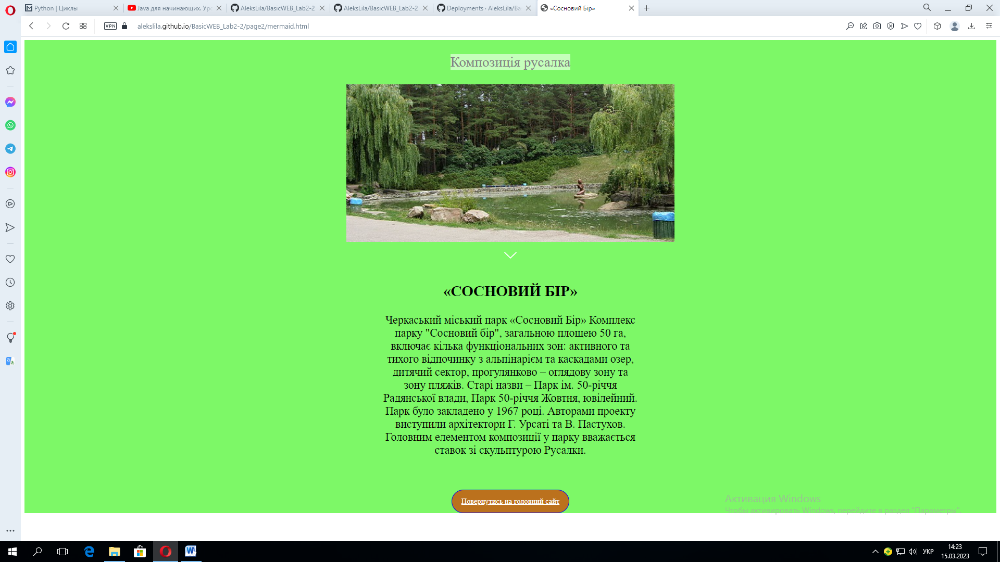 Python | Циклы
Java для начинающих. Уро
AleksLila/BasicWEB_Lab2-2
AleksLila/BasicWEB_Lab2-2
Deployments · AleksLila/Ba
«Сосновий Бір»
VPN
alekslila.github.io/BasicWEB_Lab2-2/page2/mermaid.html
Композиція русалка
«СОСНОВИЙ БІР»
Черкаський міський парк «Сосновий Бір» Комплекс
парку "Сосновий бір", загальною площею 50 га,
включає кілька функціональних зон: активного та
тихого відпочинку з альпінарієм та каскадами озер,
дитячий сектор, прогулянково – оглядову зону та
зону пляжів. Старі назви – Парк ім. 50-річчя
Радянської влади, Парк 50-річчя Жовтня, ювілейний.
Парк було закладено у 1967 році. Авторами проекту
виступили архітектори Г. Урсаті та В. Пастухов.
Головним елементом композиції у парку вважається
ставок зі скульптурою Русалки.
Повернутись на головний сайт
Активация Windows
Чтобы активировать Windows, перейдите в раздел "Параметры".
УКР
14:23
15.03.2023